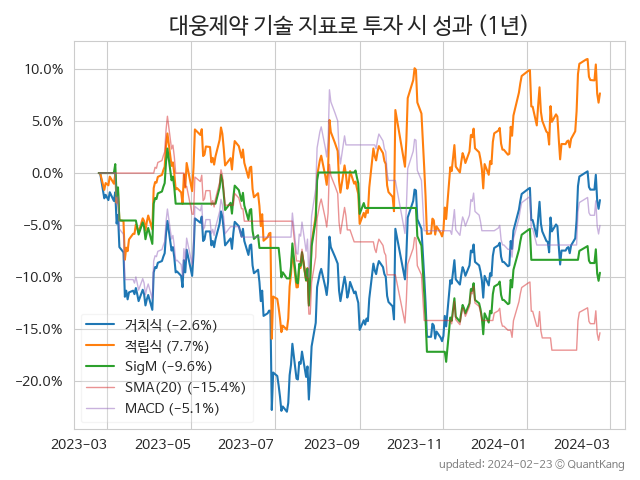 대웅제약 기술 지표로 투자 시 성과 (1년)
10.0%
5.0%
0.0%
−5.0%
−10.0%
−15.0%
−20.0%
거치식 (−2.6%)
적립식 (7.7%)
SigM (−9.6%)
SMA(20) (−15.4%)
MACD (−5.1%)
2023-03 2023-05 2023-07 2023-09 2023-11 2024-01 2024-03
updated: 2024-02-23 © QuantKang